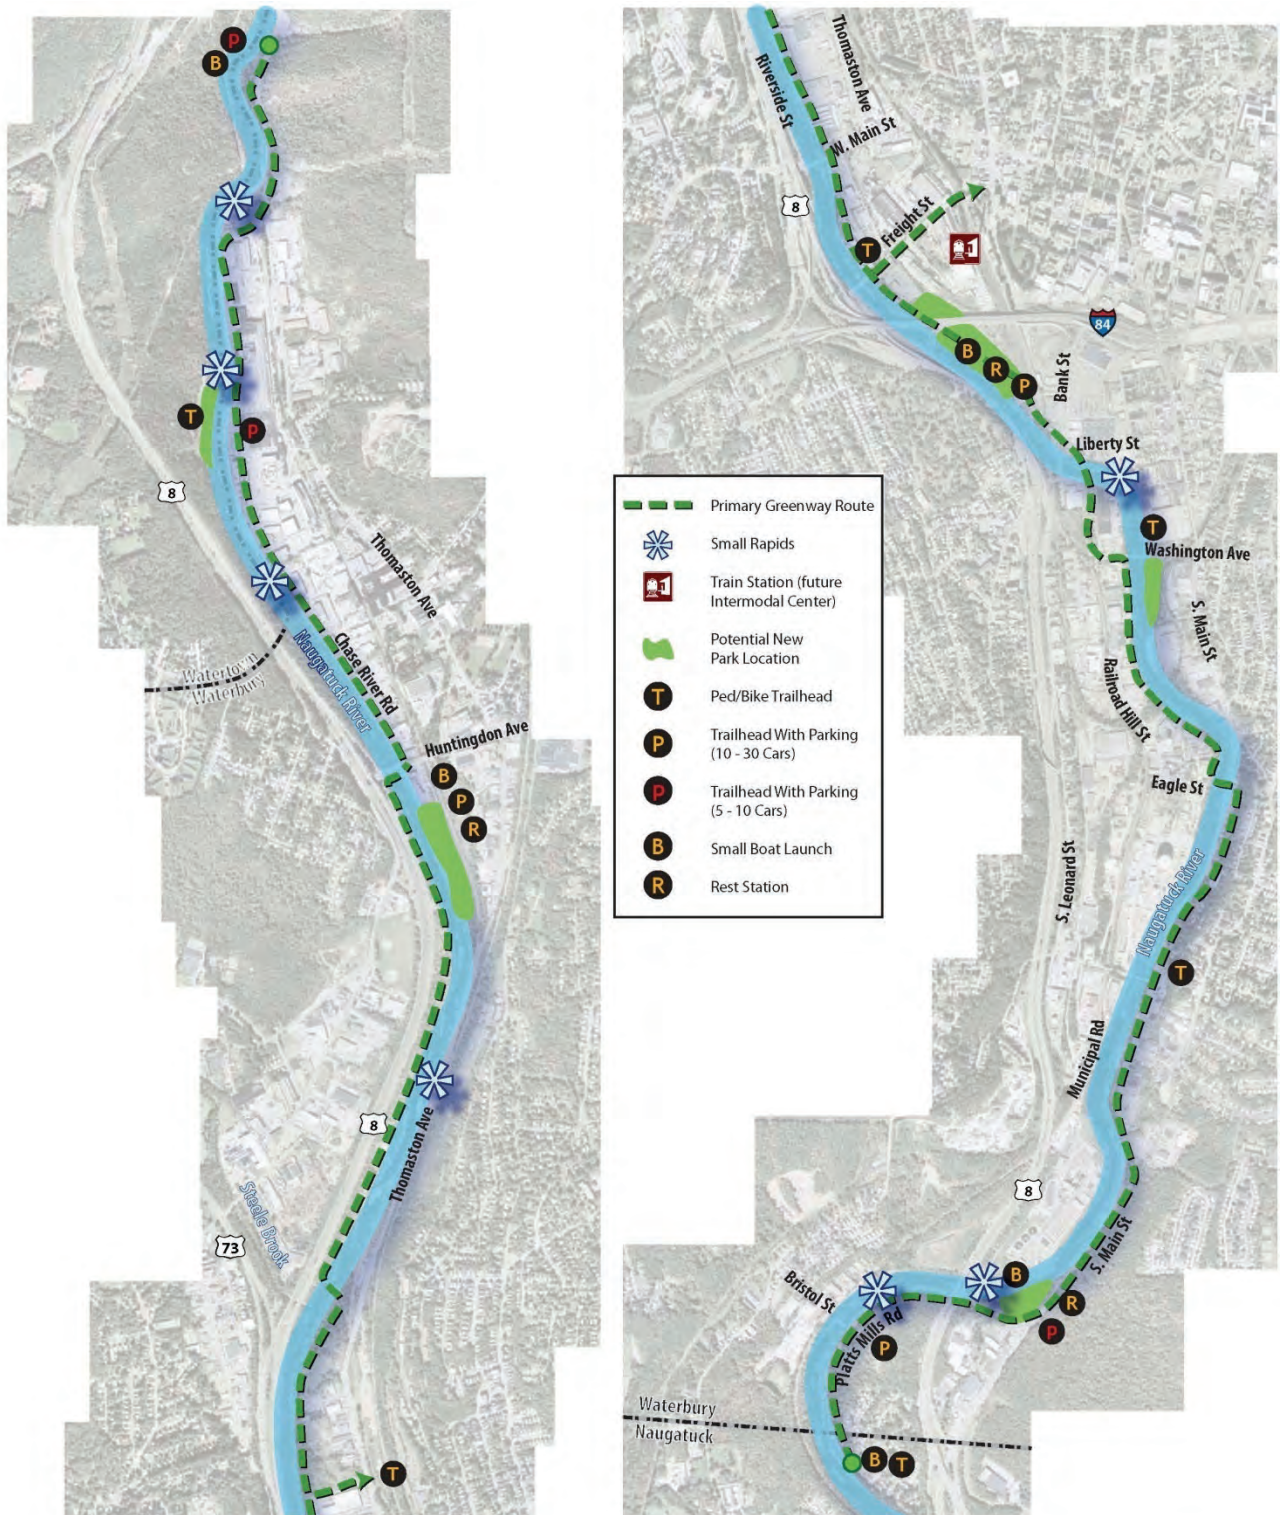 P
B
T
P
8
Thomaston Ave
Chase River Rd
Naugatuck River
Watertown
Waterbury
Huntingdon Ave
B
P
R
8
Thomaston Ave
Steele Brook
73
T
Thomaston Ave
Riverside St
W. Main St
8
Freight St
T
84
B
R
P
Bank St
Liberty St
T
Washington Ave
S. Main St
Railroad Hill St
Eagle St
S. Leonard St
Naugatuck River
T
Municipal Rd
8
S. Main St
B
R
P
Bristol St
Platts Mills Rd
P
Waterbury
Naugatuck
B
T
Primary Greenway Route
Small Rapids
Train Station (future
Intermodal Center)
Potential New
Park Location
T
Ped/Bike Trailhead
P
Trailhead With Parking
(10 - 30 Cars)
P
Trailhead With Parking
(5 - 10 Cars)
B
Small Boat Launch
R
Rest Station